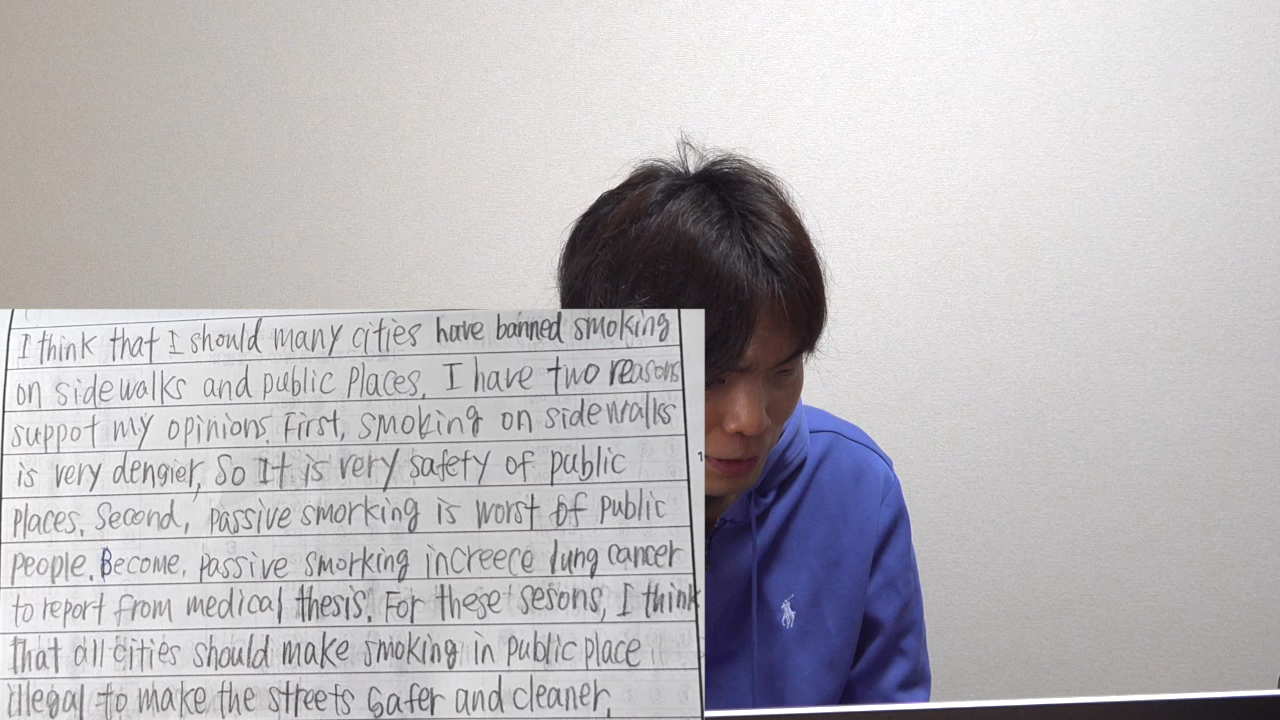 I think that I should many cities have banned smoking
on sidewalks and public Places. I have two reasons
suppot my opinions. First, smoking on sidewalks
is very dengier, So It is very safety of public
places. Second, passive smorking is worst of public
people. Become, passive smorking increece lung cancer
to report from medical thesis. For these sesons, I think
that all cities should make smoking in public place
illegal to make the streets safer and cleaner.